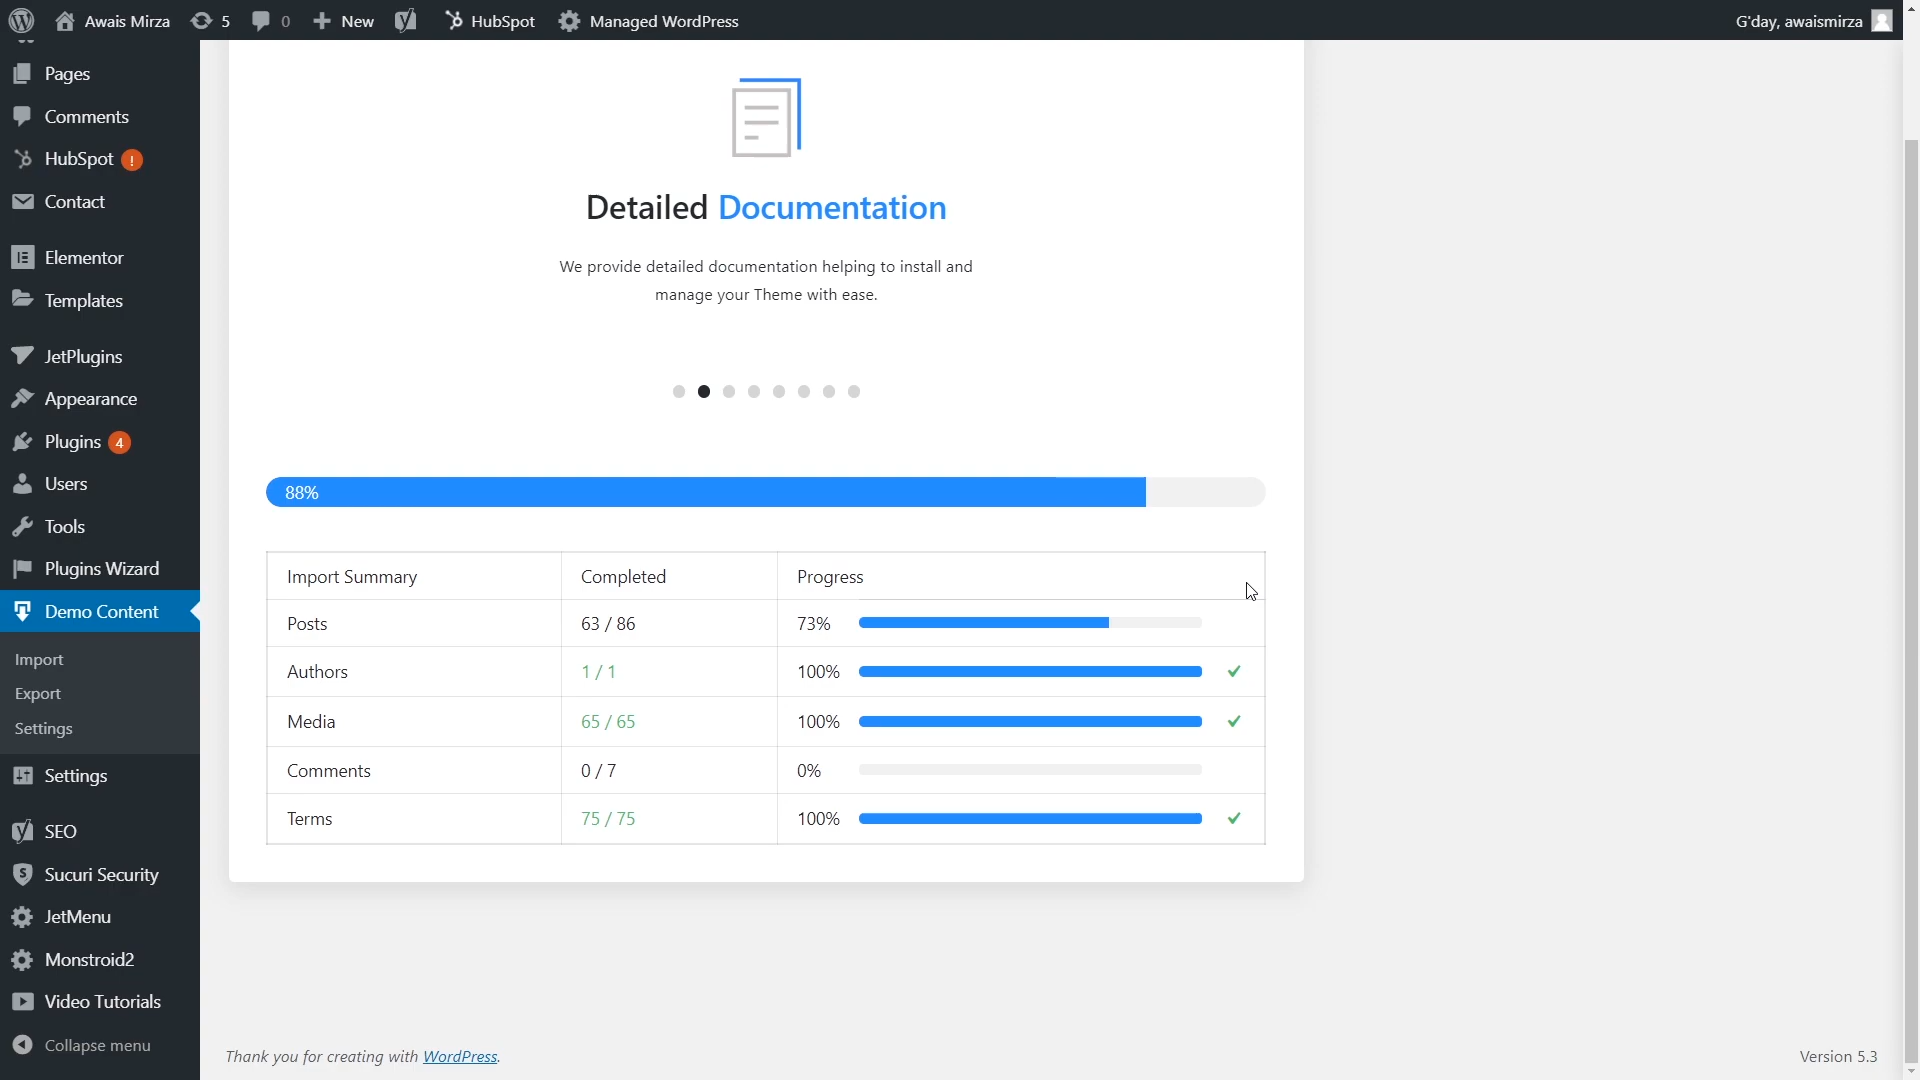 Awais Mirza 5 0 New HubSpot Managed WordPress G'day, awaismirza
Pages
Comments
HubSpot !
Contact
Elementor
Templates
JetPlugins
Appearance
Plugins 4
Users
Tools
Plugins Wizard
Demo Content
Import
Export
Settings
Settings
SEO
Sucuri Security
JetMenu
Monstroid2
Video Tutorials
Collapse menu
Detailed Documentation
We provide detailed documentation helping to install and
manage your Theme with ease.
88%
Import Summary Completed Progress
Posts 63 / 86 73%
Authors 1 / 1 100%
Media 65 / 65 100%
Comments 0 / 7 0%
Terms 75 / 75 100%
Thank you for creating with WordPress. Version 5.3